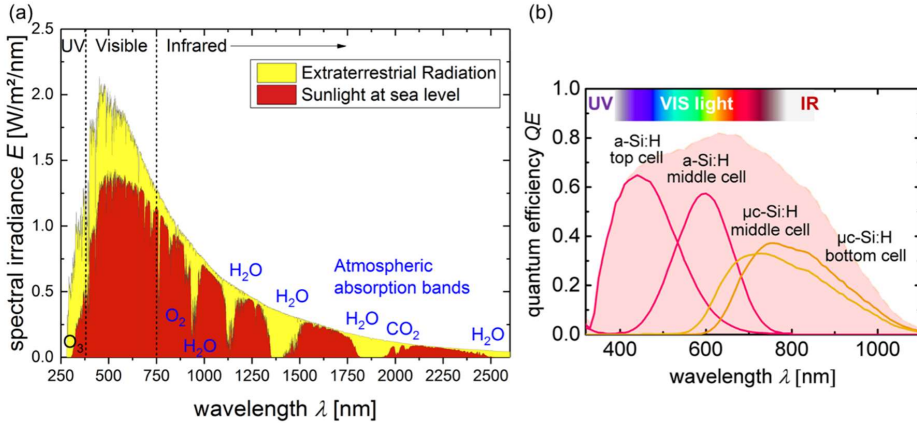 (a)
UV
Visible
Infrared
Extraterrestrial Radiation
Sunlight at sea level
spectral irradiance E [W/m²/nm]
2.5
2.0
1.5
1.0
0.5
0.0
O₃
O₂
H₂O
H₂O
H₂O
Atmospheric
absorption bands
H₂O
CO₂
H₂O
250 500 750 1000 1250 1500 1750 2000 2250 2500
wavelength λ [nm]
(b)
quantum efficiency QE
1.0
0.8
0.6
0.4
0.2
0.0
UV
VIS light
IR
a-Si:H
top cell
a-Si:H
middle cell
µc-Si:H
middle cell
µc-Si:H
bottom cell
400 600 800 1000
wavelength λ [nm]